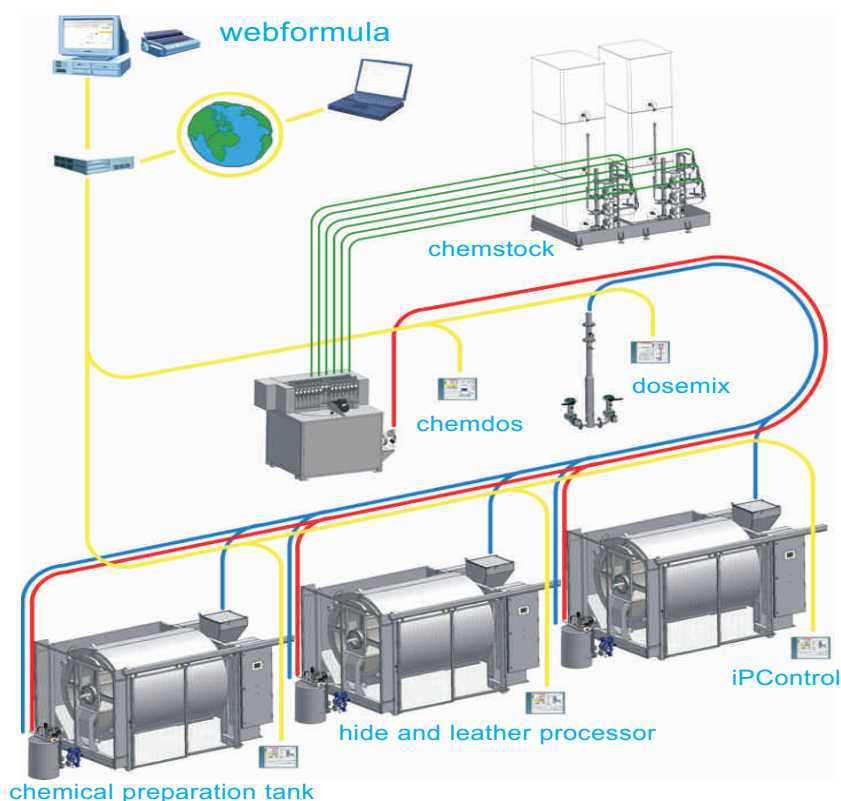 webformula
chemstock
dosemix
chemdos
iPControl
hide and leather processor
chemical preparation tank